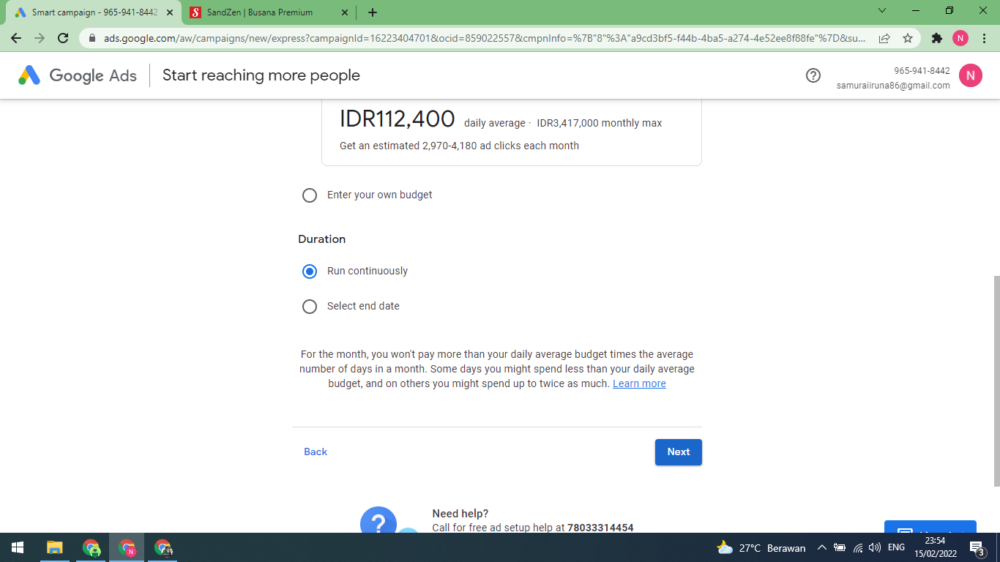 Smart campaign - 965-941-8442
SandZen | Busana Premium
ads.google.com/aw/campaigns/new/express?campaignId=16223404701&ocid=859022557&cmpnInfo=%7B"8"%3A"a9cd3bf5-f44b-4ba5-a274-4e52ee8f88fe"%7D&su...
N
Google Ads
Start reaching more people
965-941-8442
samuraiiruna86@gmail.com
N
IDR112,400 daily average · IDR3,417,000 monthly max
Get an estimated 2,970-4,180 ad clicks each month
Enter your own budget
Duration
Run continuously
Select end date
For the month, you won't pay more than your daily average budget times the average
number of days in a month. Some days you might spend less than your daily average
budget, and on others you might spend up to twice as much. Learn more
Back
Next
Need help?
Call for free ad setup help at 78033314454
27°C Berawan
ENG
23:54
15/02/2022
3